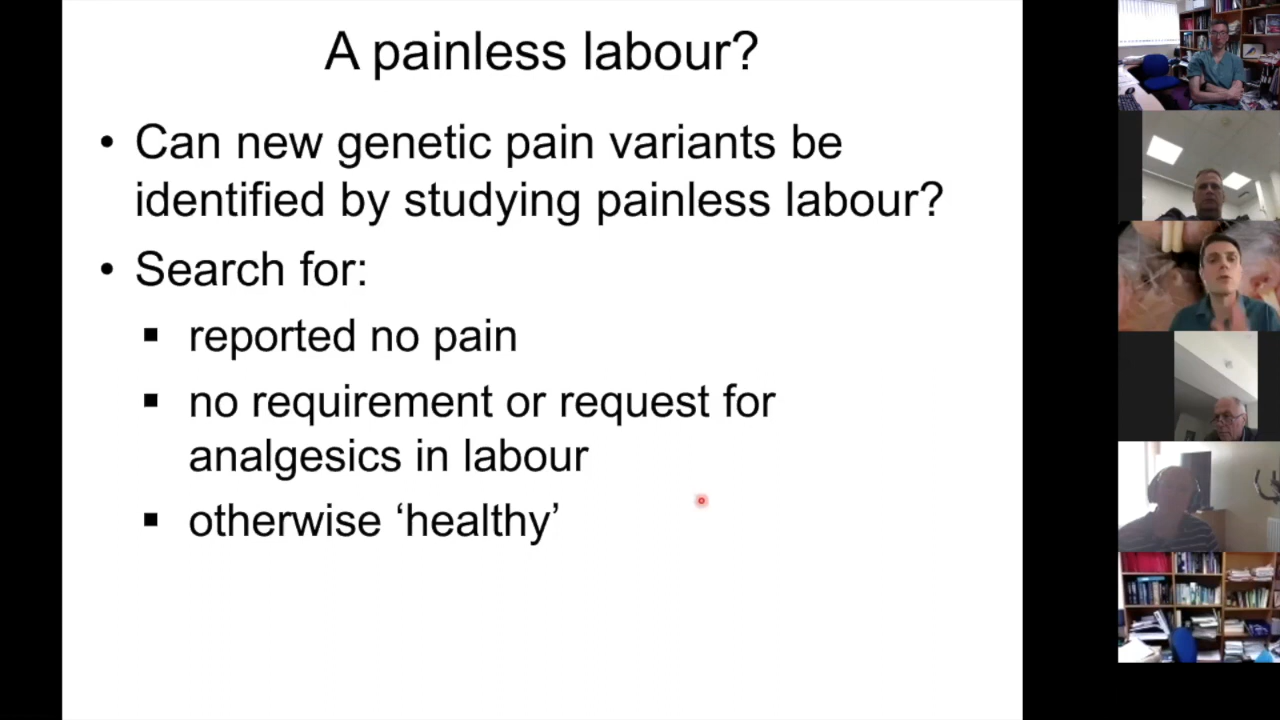 A painless labour?
• Can new genetic pain variants be
identified by studying painless labour?
• Search for:
▪ reported no pain
▪ no requirement or request for
analgesics in labour
▪ otherwise ‘healthy’